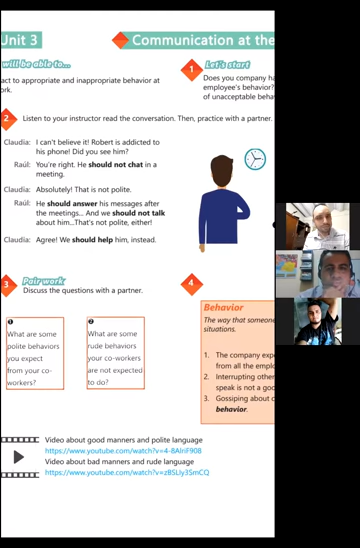 Unit 3
Communication at the
will be able to...
act to appropriate and inappropriate behavior at
ork.
1
Let's start
Does you company ha
employee's behavior?
of unacceptable beha
2
Listen to your instructor read the conversation. Then, practice with a partner.
Claudia: I can't believe it! Robert is addicted to
his phone! Did you see him?
Raúl: You're right. He should not chat in a
meeting.
Claudia: Absolutely! That is not polite.
Raúl: He should answer his messages after
the meetings... And we should not talk
about him...That's not polite, either!
Claudia: Agree! We should help him, instead.
3
Pair work
Discuss the questions with a partner.
1
What are some
polite behaviors
you expect
from your co-
workers?
2
What are some
rude behaviors
your co-workers
are not expected
to do?
4
Behavior
The way that someone
situations.
1. The company expe
from all the emplo
2. Interrupting other
speak is not a goo
3. Gossiping about c
behavior.
Video about good manners and polite language
https://www.youtube.com/watch?v=4-8AlriF908
Video about bad manners and rude language
https://www.youtube.com/watch?v=zBSUy3SmCQ